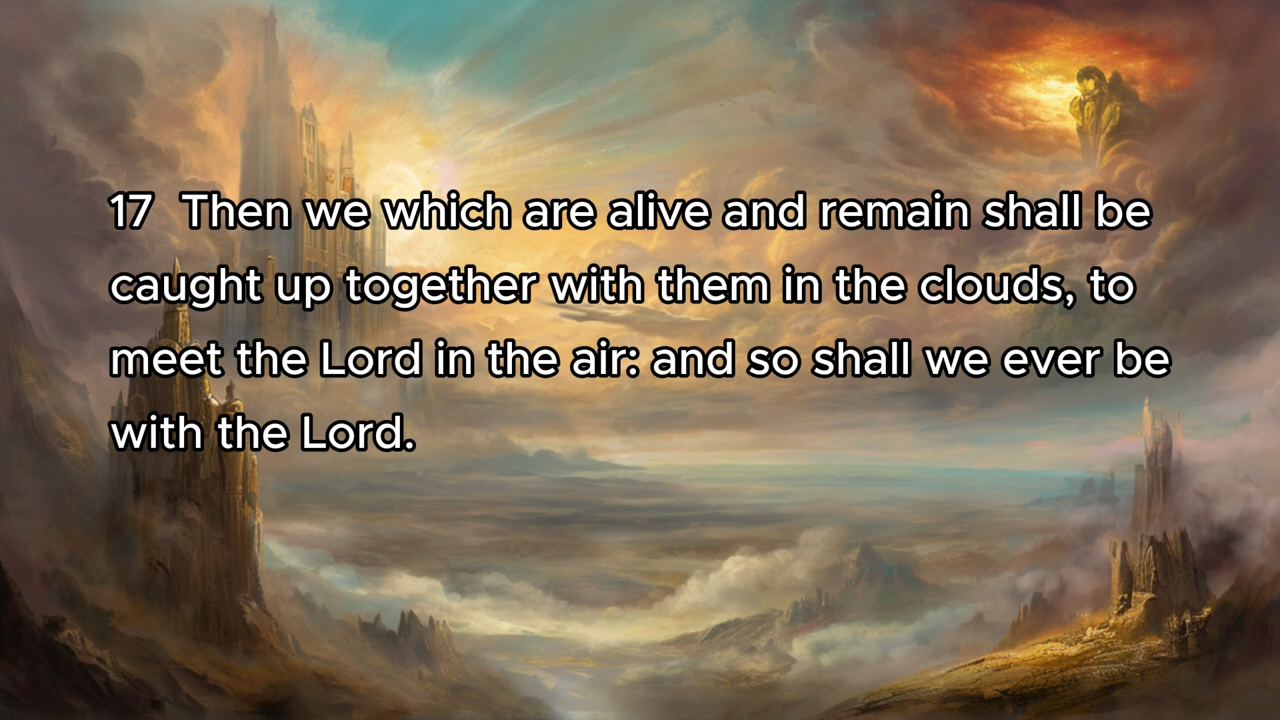 17 Then we which are alive and remain shall be
caught up together with them in the clouds, to
meet the Lord in the air: and so shall we ever be
with the Lord.